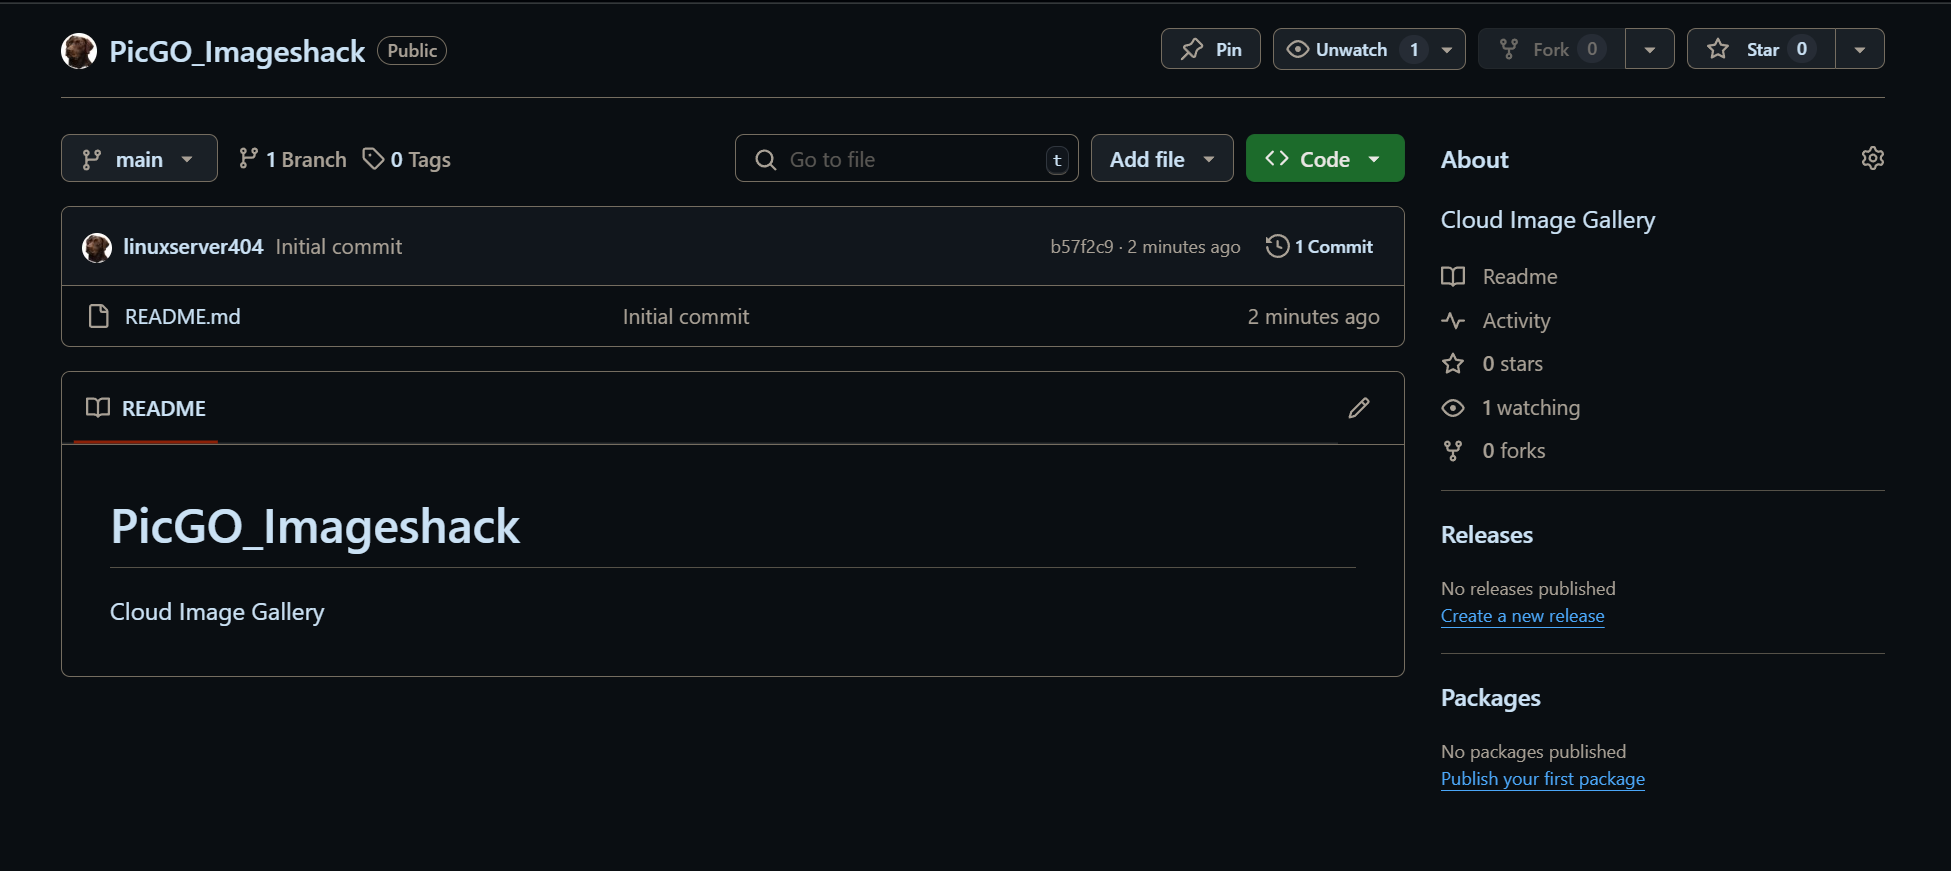 PicGO_Imageshack Public
Pin
Unwatch 1
Fork 0
Star 0
main
1 Branch
0 Tags
Go to file t
Add file
Code
linuxserver404 Initial commit
b57f2c9 · 2 minutes ago
1 Commit
README.md
Initial commit
2 minutes ago
README
PicGO_Imageshack
Cloud Image Gallery
About
Cloud Image Gallery
Readme
Activity
0 stars
1 watching
0 forks
Releases
No releases published
Create a new release
Packages
No packages published
Publish your first package